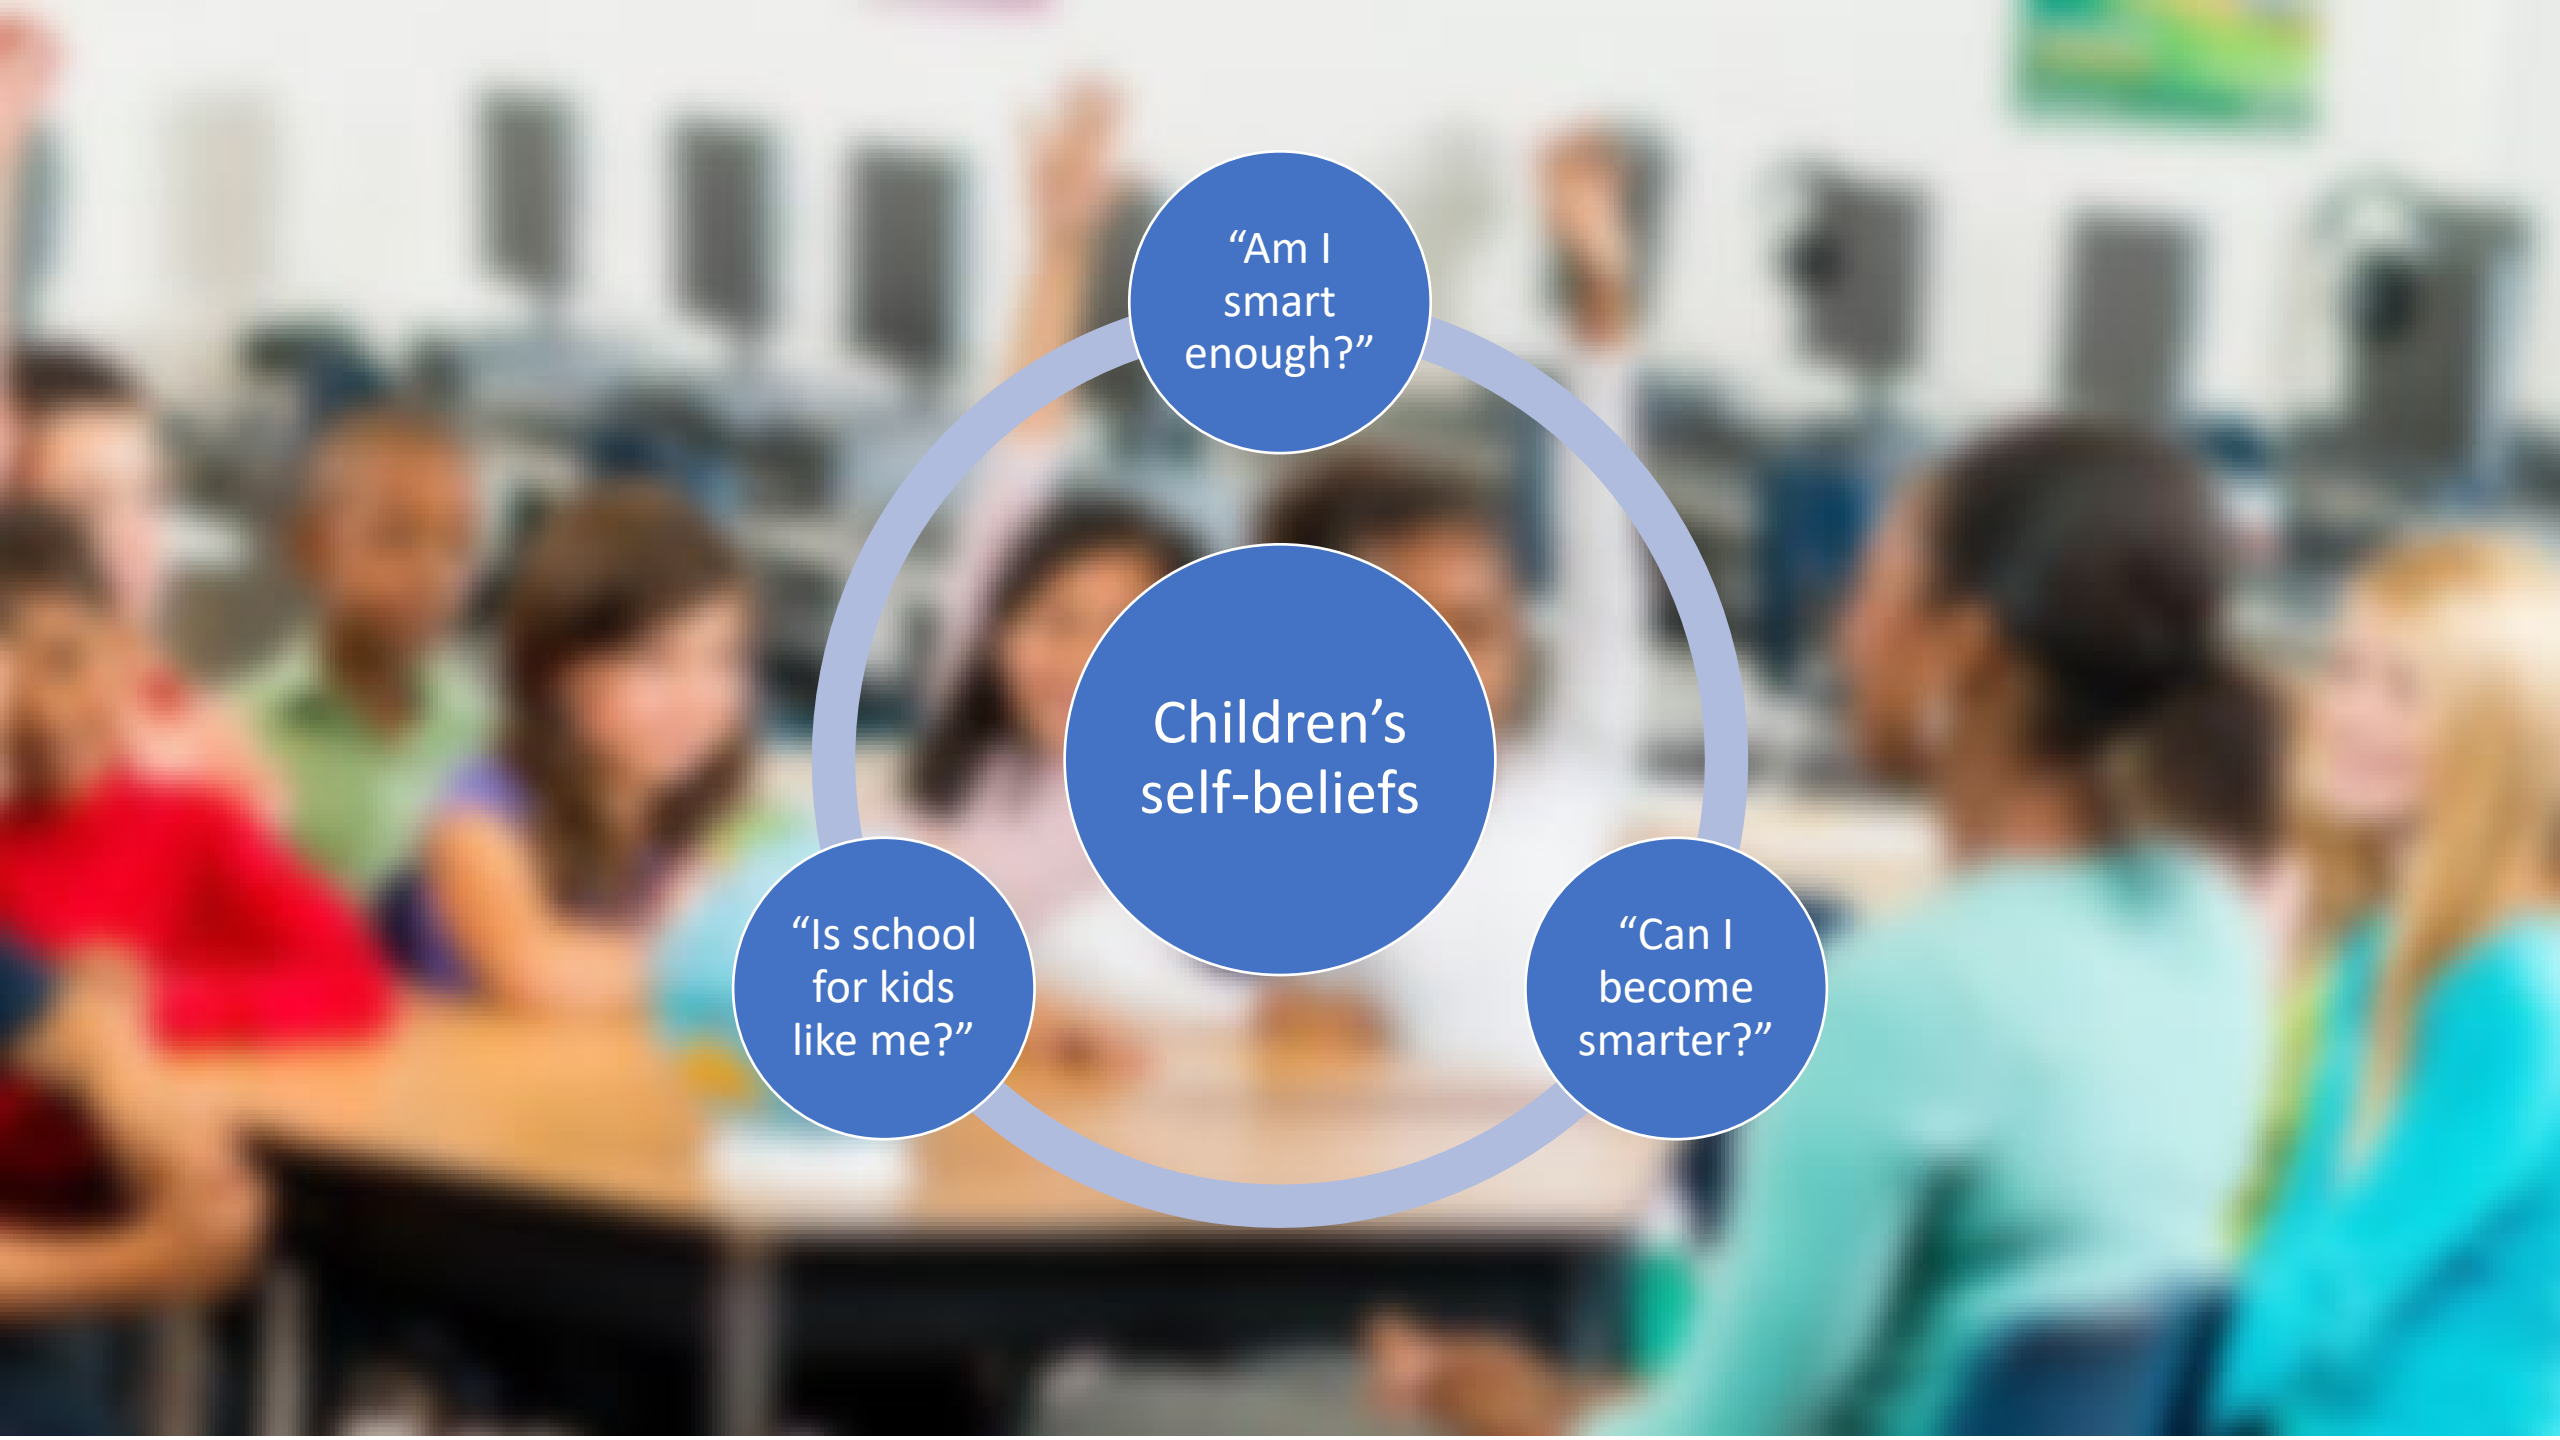 “Am I
smart
enough?”
Children’s
self-beliefs
“Is school
for kids
like me?”
“Can I
become
smarter?”